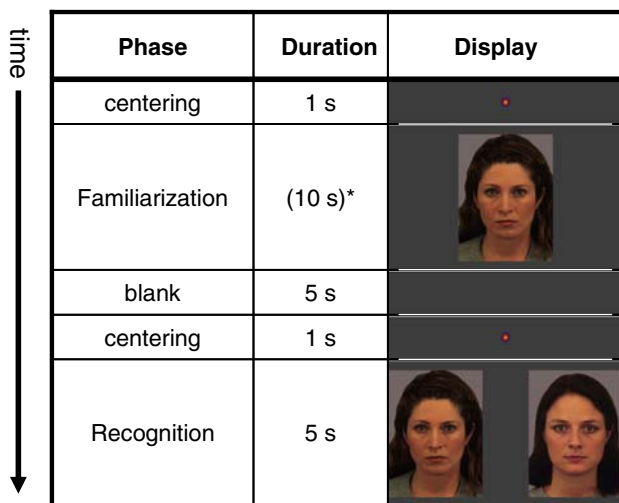 time
Phase Duration Display
centering 1 s
Familiarization (10 s)*
blank 5 s
centering 1 s
Recognition 5 s